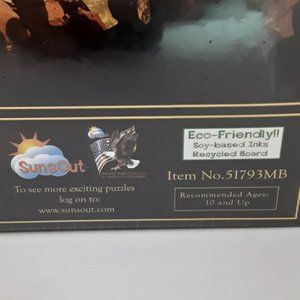 SunsOut
To see more exciting puzzles
log on to:
www.sunsout.com
Eco-Friendly!!
Soy-based Inks
Recycled Board
Item No.51793MB
Recommended Ages:
10 and Up